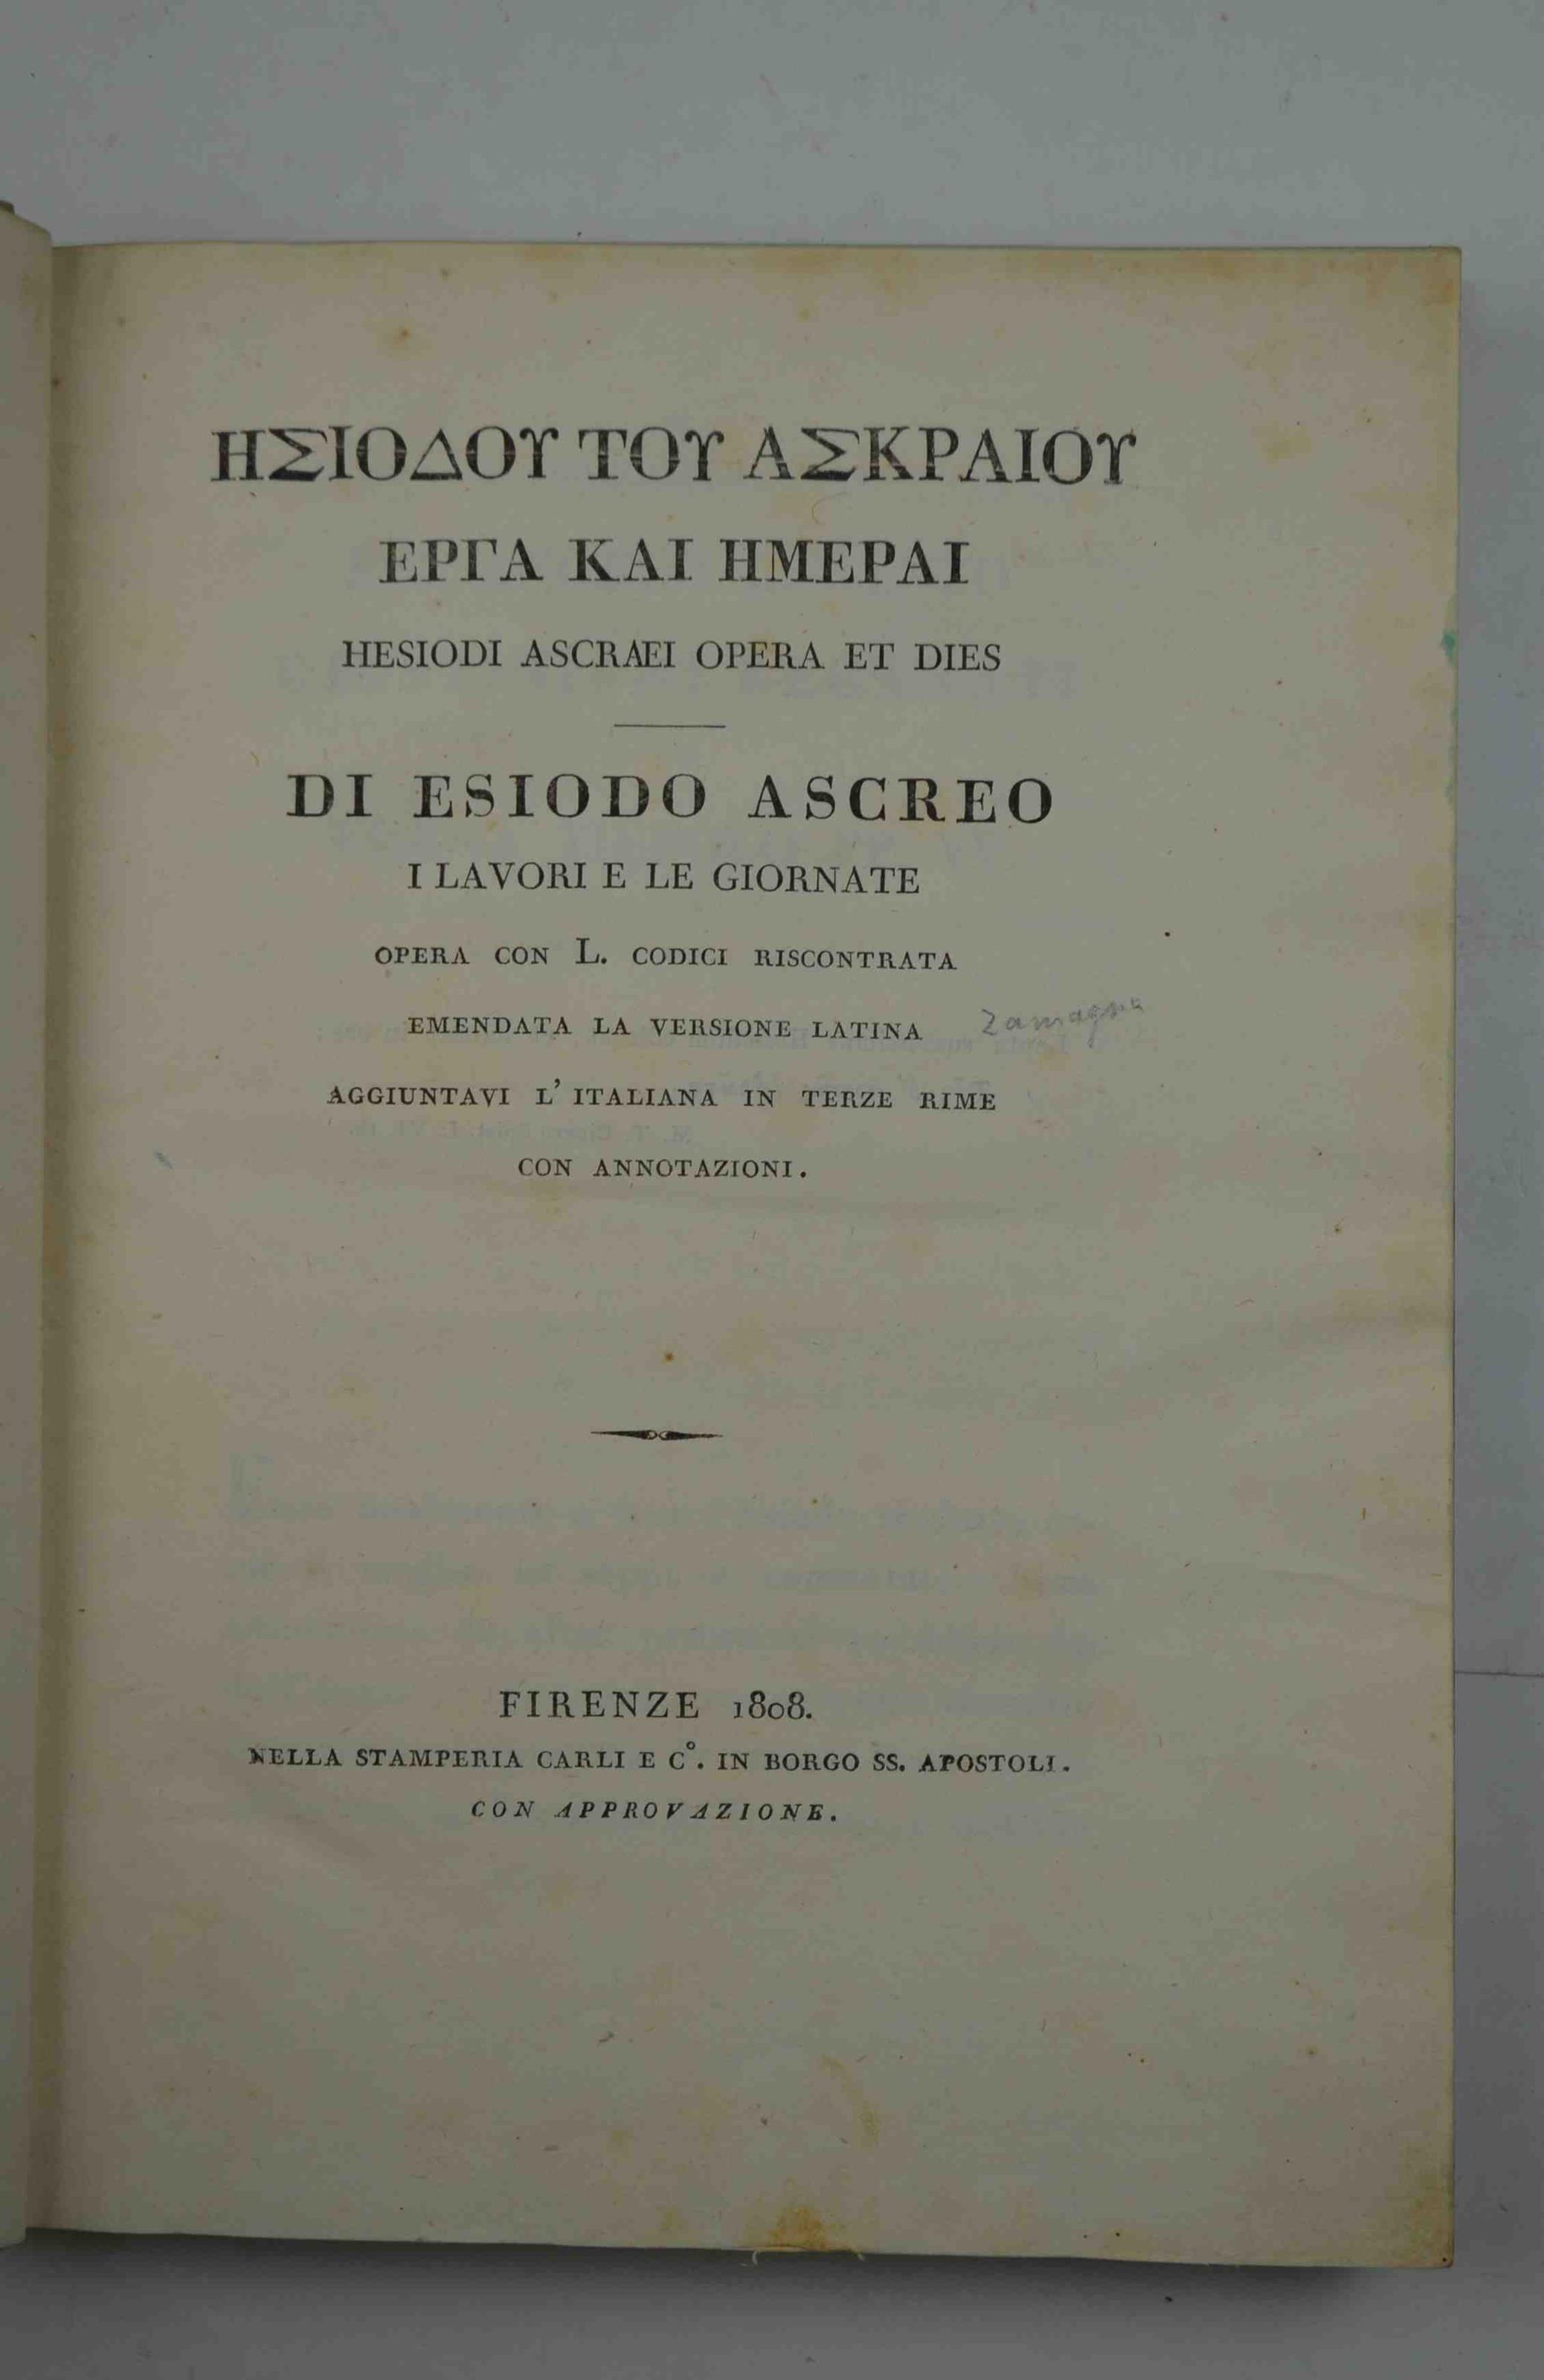 ΗΣΙΟΔΟΥ ΤΟΥ ΑΣΚΡΑΙΟΥ
ΕΡΓΑ ΚΑΙ ΗΜΕΡΑΙ
HESIODI ASCRAEI OPERA ET DIES
DI ESIODO ASCREO
I LAVORI E LE GIORNATE
OPERA CON L. CODICI RISCONTRATA
EMENDATA LA VERSIONE LATINA Zamagna
AGGIUNTAVI L' ITALIANA IN TERZE RIME
CON ANNOTAZIONI.
FIRENZE 1808.
NELLA STAMPERIA CARLI E C°. IN BORGO SS. APOSTOLI.
CON APPROVAZIONE.